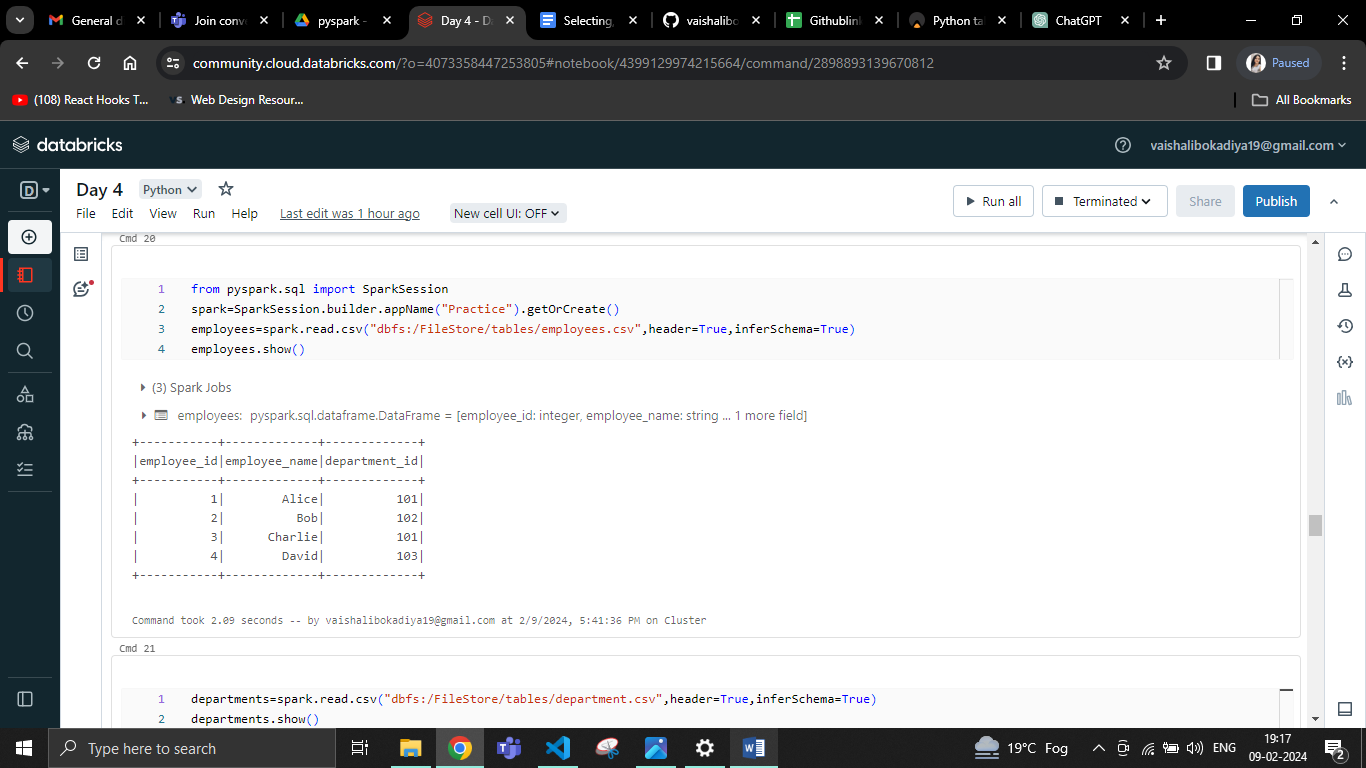 General d
Join conv
pyspark -
Day 4 - Da
Selecting,
vaishalibo
Githublink
Python ta
ChatGPT
community.cloud.databricks.com/?o=4073358447253805#notebook/4399129974215664/command/2898893139670812
Paused
(108) React Hooks T...
VS
Web Design Resour...
All Bookmarks
databricks
vaishalibokadiya19@gmail.com
D
Day 4
Python
File Edit View Run Help Last edit was 1 hour ago New cell UI: OFF
Run all
Terminated
Share
Publish
Cmd 20
1 from pyspark.sql import SparkSession
2 spark=SparkSession.builder.appName("Practice").getOrCreate()
3 employees=spark.read.csv("dbfs:/FileStore/tables/employees.csv",header=True,inferSchema=True)
4 employees.show()
(3) Spark Jobs
employees: pyspark.sql.dataframe.DataFrame = [employee_id: integer, employee_name: string ... 1 more field]
+-----------+-------------+-------------+
|employee_id|employee_name|department_id|
+-----------+-------------+-------------+
|          1|        Alice|          101|
|          2|          Bob|          102|
|          3|      Charlie|          101|
|          4|        David|          103|
+-----------+-------------+-------------+
Command took 2.09 seconds -- by vaishalibokadiya19@gmail.com at 2/9/2024, 5:41:36 PM on Cluster
Cmd 21
1 departments=spark.read.csv("dbfs:/FileStore/tables/department.csv",header=True,inferSchema=True)
2 departments.show()
Type here to search
19°C Fog
ENG
19:17
09-02-2024
2